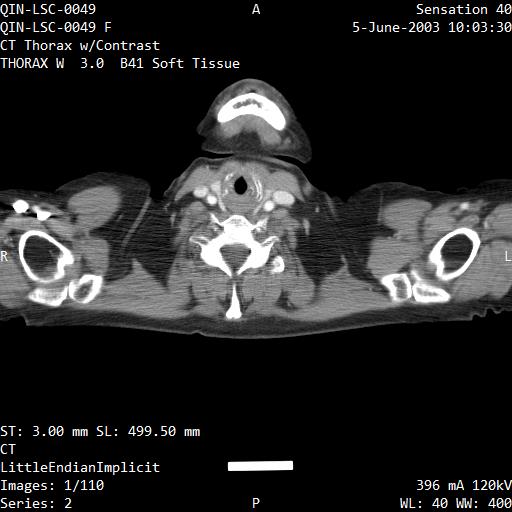 QIN-LSC-0049 A Sensation 40
QIN-LSC-0049 F 5-June-2003 10:03:30
CT Thorax w/Contrast
THORAX W 3.0 B41 Soft Tissue
R L
ST: 3.00 mm SL: 499.50 mm
CT
LittleEndianImplicit
Images: 1/110 396 mA 120kV
Series: 2 P WL: 40 WW: 400